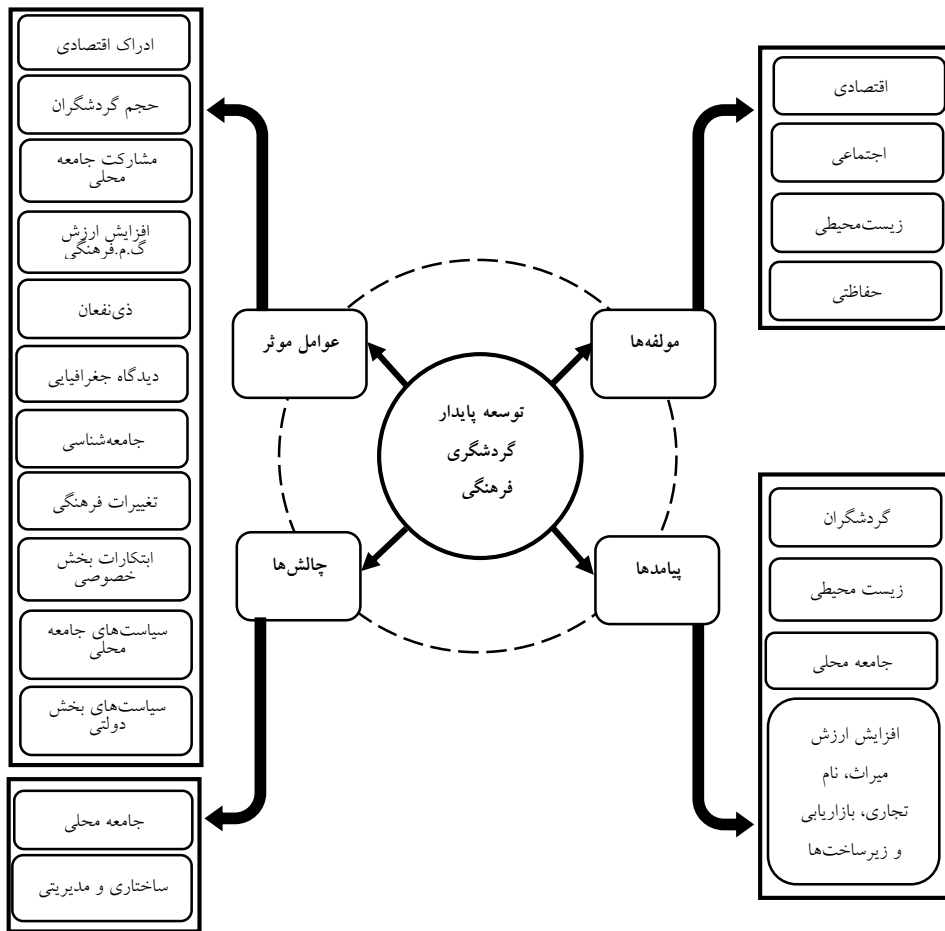 اقتصادی
اجتماعی
زیست‌محیطی
حفاظتی
مولفه‌ها
ادراک اقتصادی
حجم گردشگران
مشارکت جامعه
محلی
افزایش ارزش
گ.م.فرهنگی
ذی‌نفعان
دیدگاه جغرافیایی
جامعه‌شناسی
تغییرات فرهنگی
ابتکارات بخش
خصوصی
سیاست‌های جامعه
محلی
سیاست‌های بخش
دولتی
عوامل موثر
توسعه پایدار
گردشگری
فرهنگی
پیامدها
گردشگران
زیست محیطی
جامعه محلی
افزایش ارزش
میراث، نام
تجاری، بازاریابی
و زیرساخت‌ها
چالش‌ها
جامعه محلی
ساختاری و مدیریتی